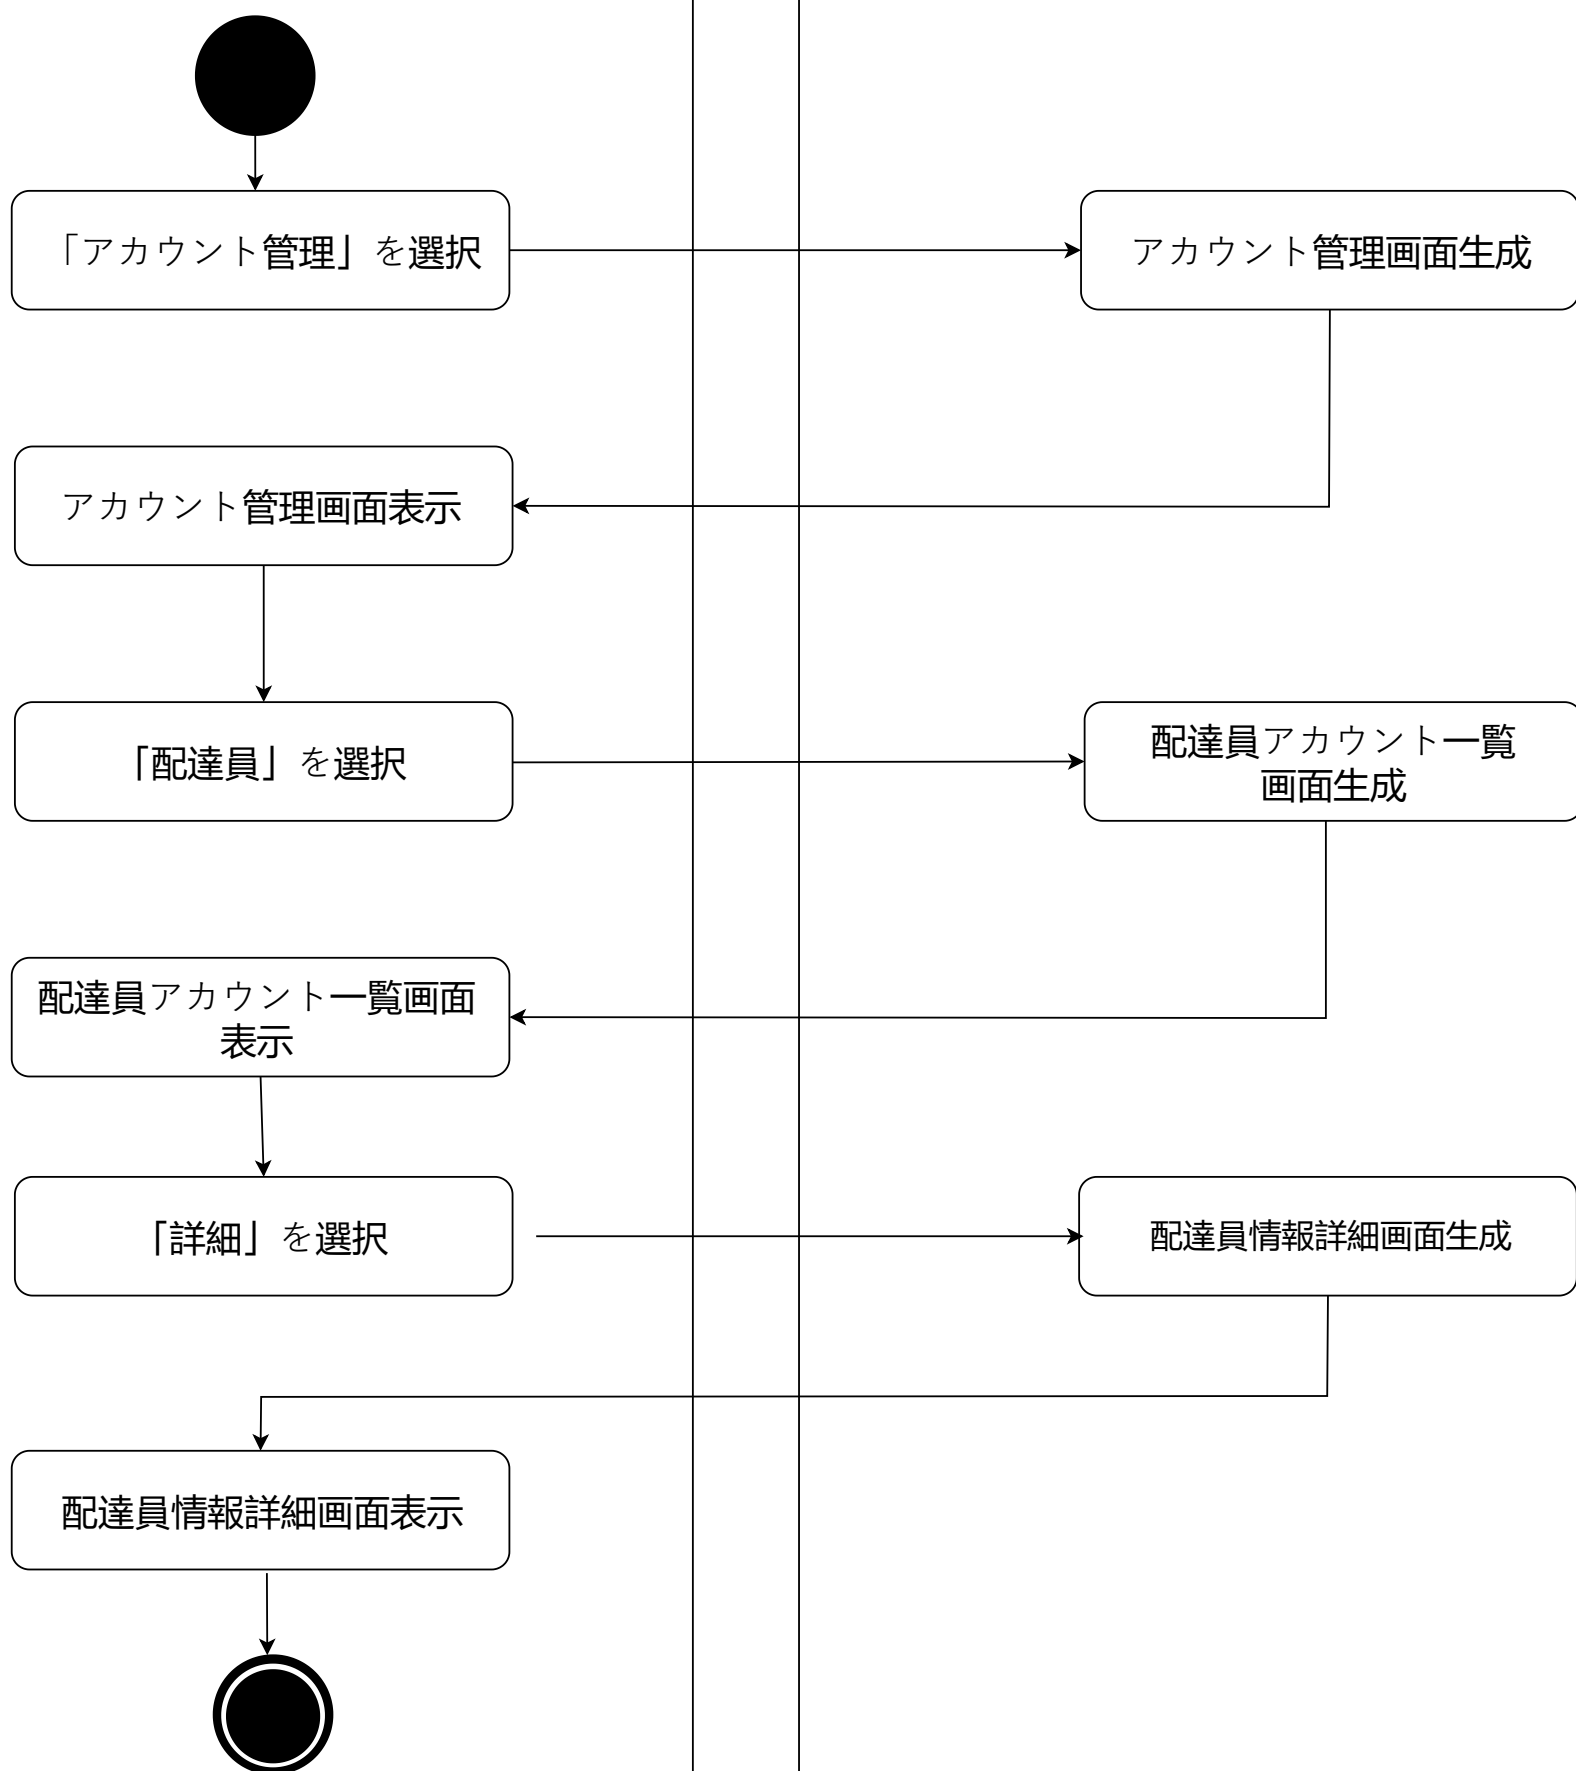 「アカウント管理」を選択
アカウント管理画面生成
アカウント管理画面表示
「配達員」を選択
配達員アカウント一覧
画面生成
配達員アカウント一覧画面
表示
「詳細」を選択
配達員情報詳細画面生成
配達員情報詳細画面表示